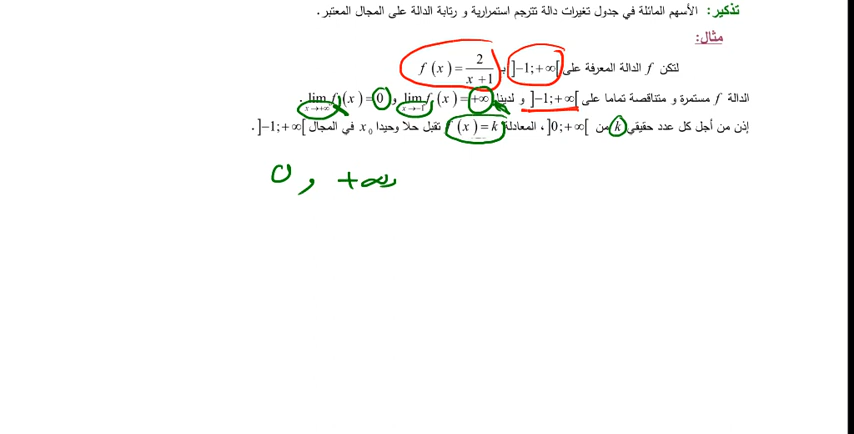 تذكير: الأسهم المائلة في جدول تغيرات دالة تترجم استمرارية و رتابة الدالة على المجال المعتبر.
مثال:
لتكن f الدالة المعرفة على ]−1;+∞[ بـ f(x) = 2/(x+1)
الدالة f مستمرة و متناقصة تماما على ]−1;+∞[ و لدينا lim x→−1 f(x) = +∞ و lim x→+∞ f(x) = 0 .
إذن من أجل كل عدد حقيقي k من ]0;+∞[ ، المعادلة f(x) = k تقبل حلا وحيدا x₀ في المجال ]−1;+∞[ .
0 , +∞